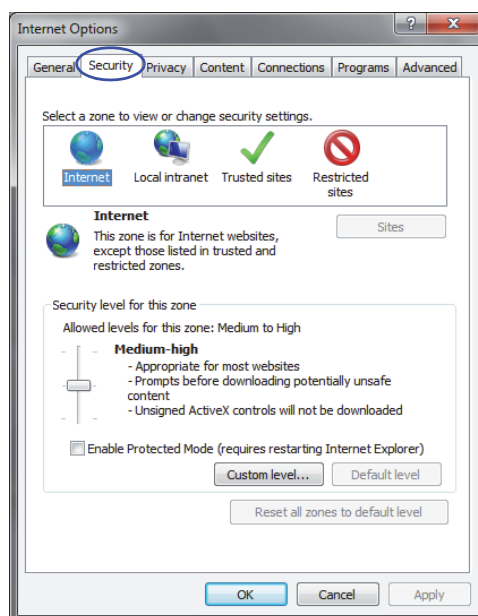 Internet Options
General Security Privacy Content Connections Programs Advanced
Select a zone to view or change security settings.
Internet Local intranet Trusted sites Restricted
sites
Internet
Sites
This zone is for Internet websites,
except those listed in trusted and
restricted zones.
Security level for this zone
Allowed levels for this zone: Medium to High
Medium-high
- Appropriate for most websites
- Prompts before downloading potentially unsafe
content
- Unsigned ActiveX controls will not be downloaded
Enable Protected Mode (requires restarting Internet Explorer)
Custom level... Default level
Reset all zones to default level
OK Cancel Apply